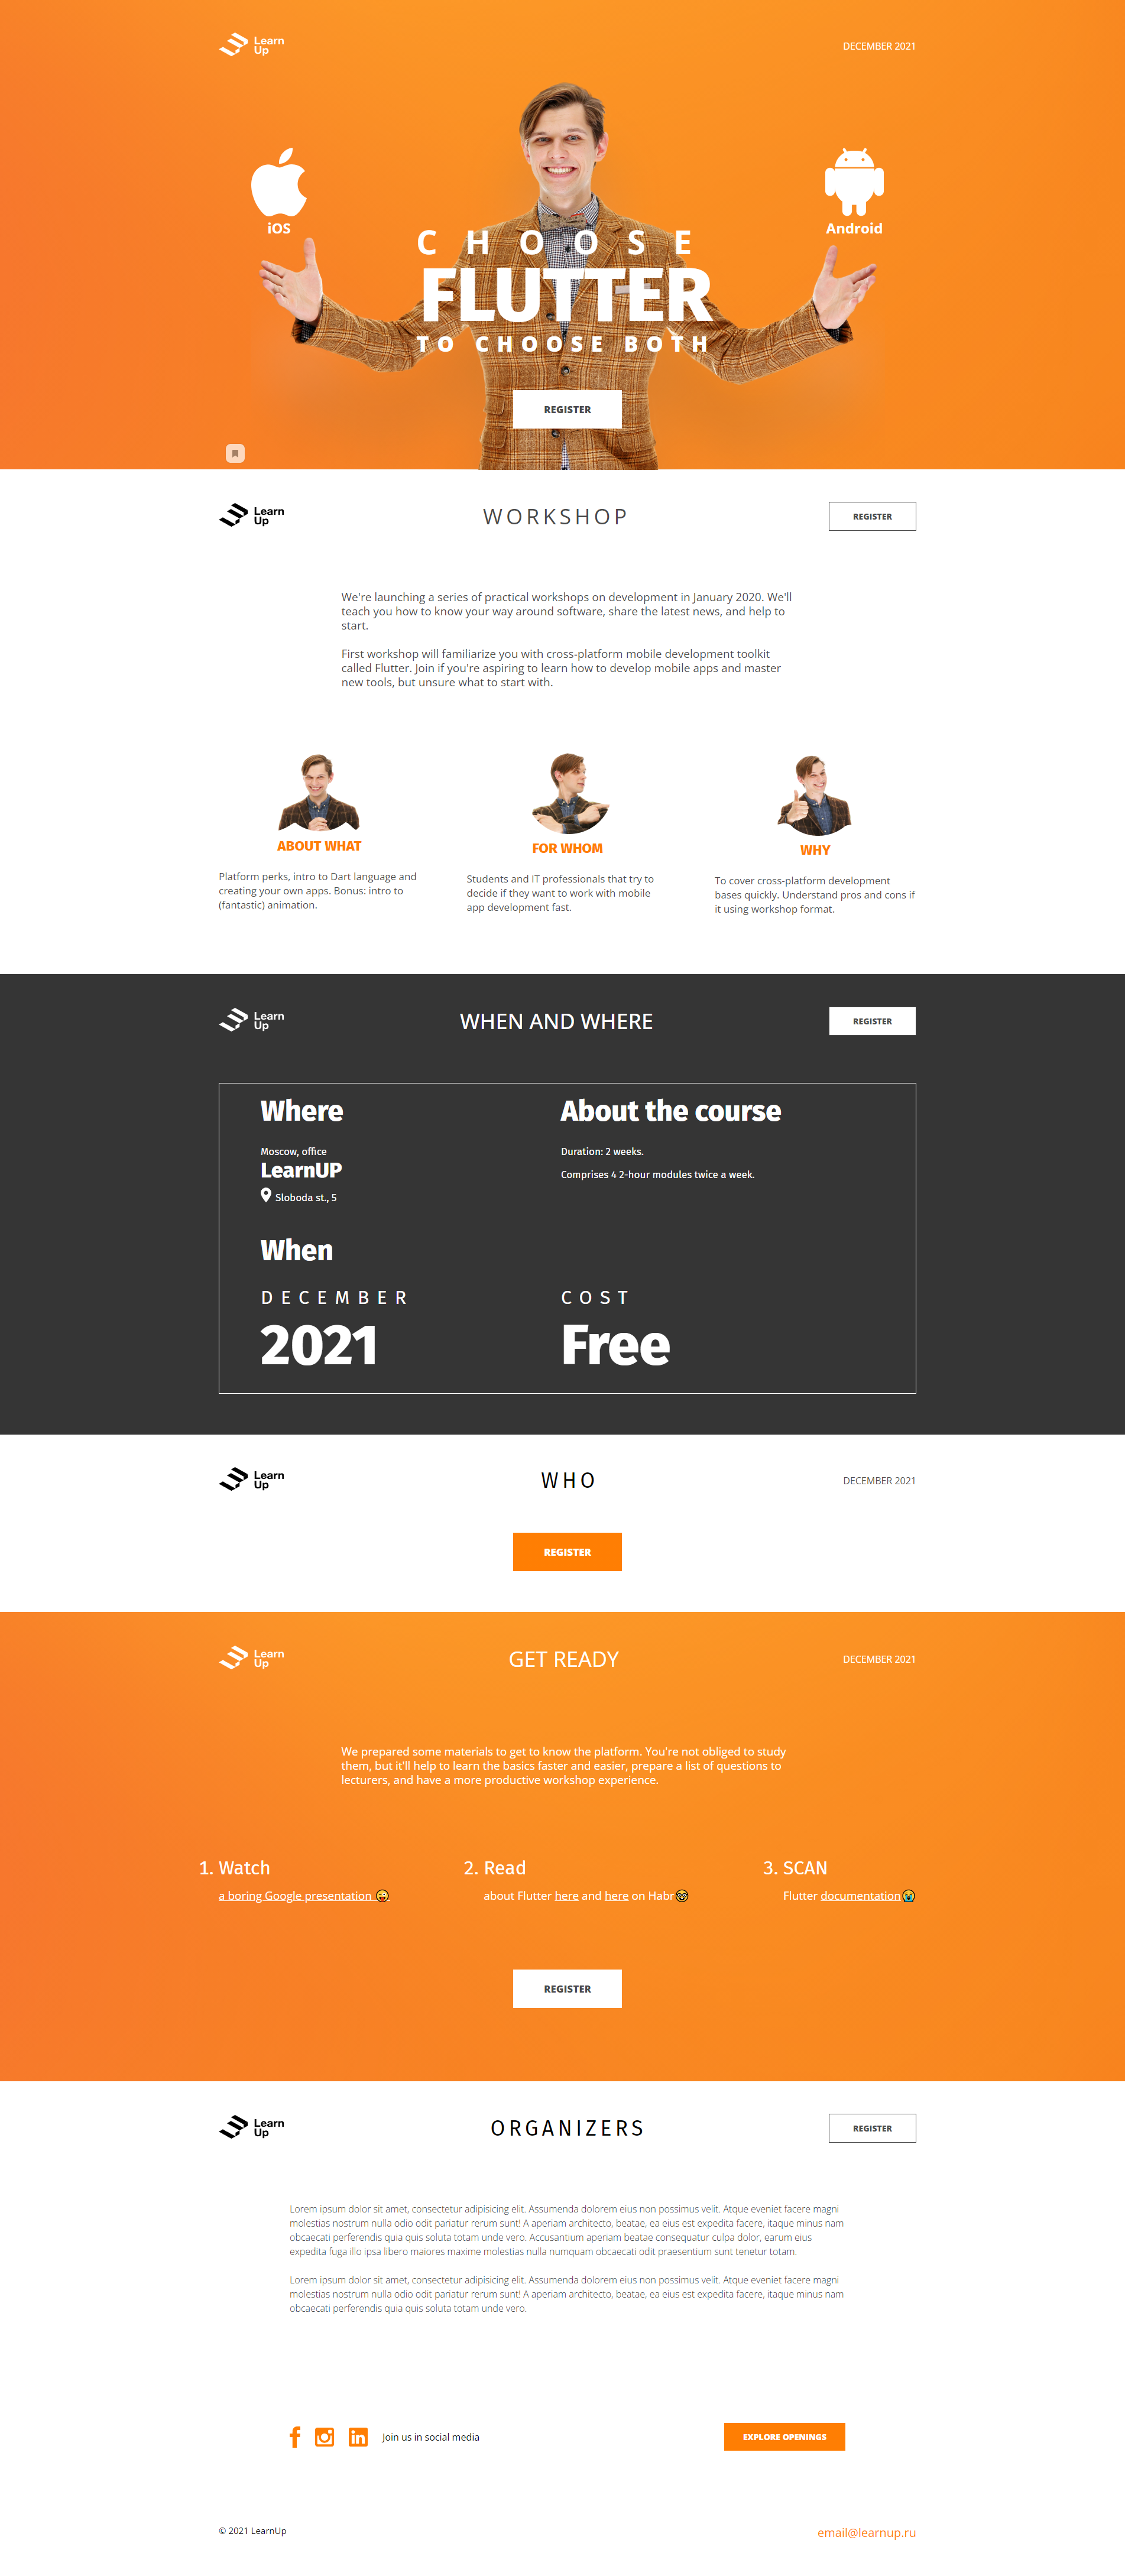 Learn
Up
DECEMBER 2021
iOS
Android
CHOOSE
FLUTTER
TO CHOOSE BOTH
REGISTER
Learn
Up
WORKSHOP
REGISTER
We're launching a series of practical workshops on development in January 2020. We'll
teach you how to know your way around software, share the latest news, and help to
start.
First workshop will familiarize you with cross-platform mobile development toolkit
called Flutter. Join if you're aspiring to learn how to develop mobile apps and master
new tools, but unsure what to start with.
ABOUT WHAT
Platform perks, intro to Dart language and
creating your own apps. Bonus: intro to
(fantastic) animation.
FOR WHOM
Students and IT professionals that try to
decide if they want to work with mobile
app development fast.
WHY
To cover cross-platform development
bases quickly. Understand pros and cons if
it using workshop format.
Learn
Up
WHEN AND WHERE
REGISTER
Where
Moscow, office
LearnUP
Sloboda st., 5
About the course
Duration: 2 weeks.
Comprises 4 2-hour modules twice a week.
When
DECEMBER
2021
COST
Free
Learn
Up
WHO
DECEMBER 2021
REGISTER
Learn
Up
GET READY
DECEMBER 2021
We prepared some materials to get to know the platform. You're not obliged to study
them, but it'll help to learn the basics faster and easier, prepare a list of questions to
lecturers, and have a more productive workshop experience.
1. Watch
a boring Google presentation 😜
2. Read
about Flutter here and here on Habr🤓
3. SCAN
Flutter documentation😭
REGISTER
Learn
Up
ORGANIZERS
REGISTER
Lorem ipsum dolor sit amet, consectetur adipisicing elit. Assumenda dolorem eius non possimus velit. Atque eveniet facere magni
molestias nostrum nulla odio odit pariatur rerum sunt! A aperiam architecto, beatae, ea eius est expedita facere, itaque minus nam
obcaecati perferendis quia quis soluta totam unde vero. Accusantium aperiam beatae consequatur culpa dolor, earum eius
expedita fuga illo ipsa libero maiores maxime molestias nulla numquam obcaecati odit praesentium sunt tenetur totam.
Lorem ipsum dolor sit amet, consectetur adipisicing elit. Assumenda dolorem eius non possimus velit. Atque eveniet facere magni
molestias nostrum nulla odio odit pariatur rerum sunt! A aperiam architecto, beatae, ea eius est expedita facere, itaque minus nam
obcaecati perferendis quia quis soluta totam unde vero.
Join us in social media
EXPLORE OPENINGS
© 2021 LearnUp
email@learnup.ru